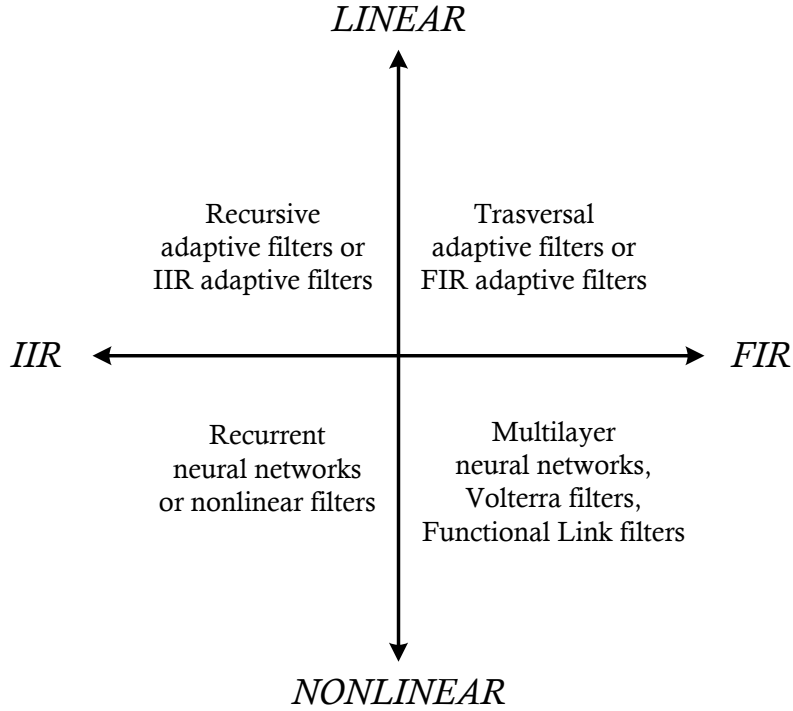 LINEAR
Recursive
adaptive filters or
IIR adaptive filters
Trasversal
adaptive filters or
FIR adaptive filters
IIR
FIR
Recurrent
neural networks
or nonlinear filters
Multilayer
neural networks,
Volterra filters,
Functional Link filters
NONLINEAR